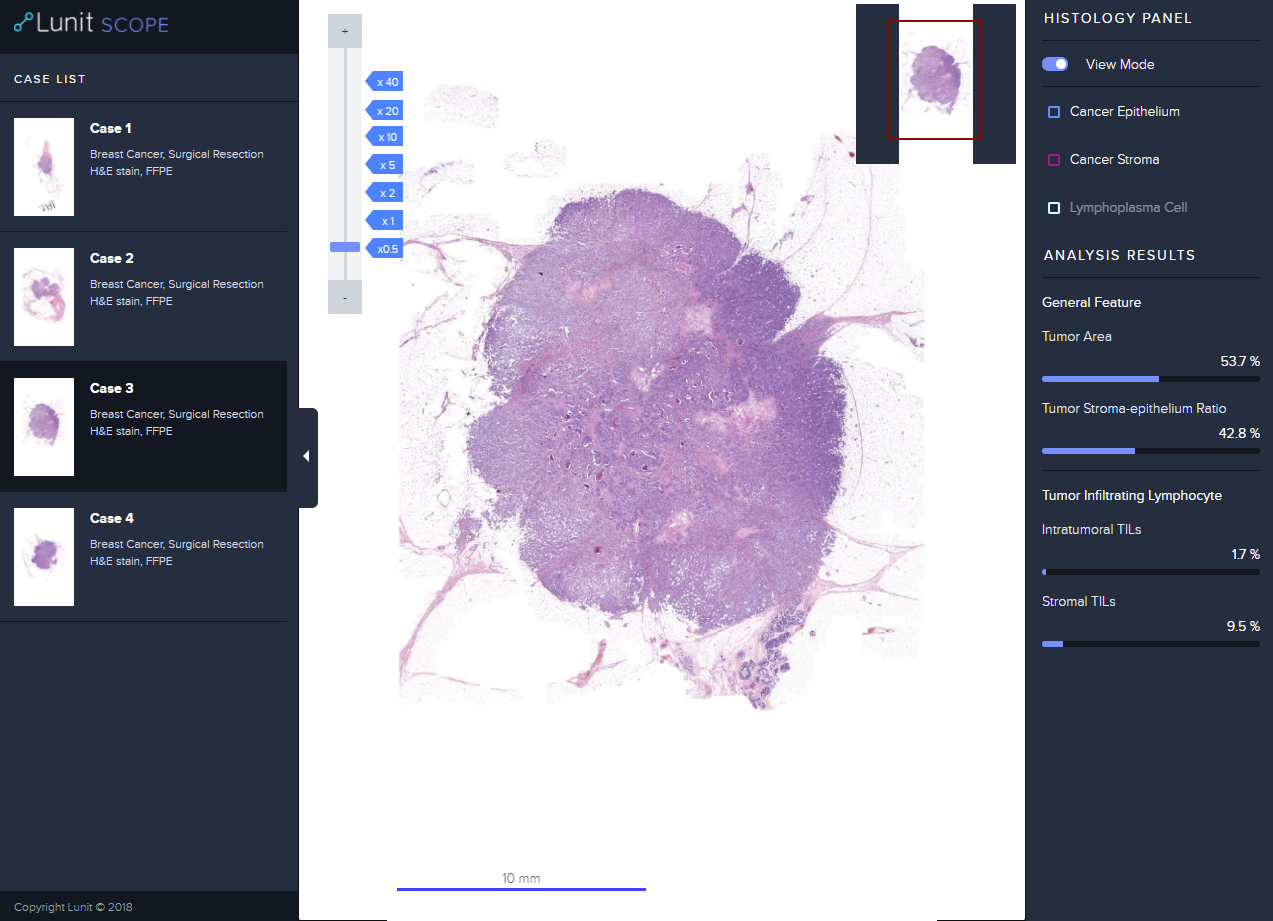 Lunit SCOPE
CASE LIST
Case 1
Breast Cancer, Surgical Resection
H&E stain, FFPE
Case 2
Breast Cancer, Surgical Resection
H&E stain, FFPE
Case 3
Breast Cancer, Surgical Resection
H&E stain, FFPE
Case 4
Breast Cancer, Surgical Resection
H&E stain, FFPE
Copyright Lunit © 2018
+
x 40
x 20
x 10
x 5
x 2
x 1
x0.5
-
10 mm
HISTOLOGY PANEL
View Mode
Cancer Epithelium
Cancer Stroma
Lymphoplasma Cell
ANALYSIS RESULTS
General Feature
Tumor Area
53.7 %
Tumor Stroma-epithelium Ratio
42.8 %
Tumor Infiltrating Lymphocyte
Intratumoral TILs
1.7 %
Stromal TILs
9.5 %